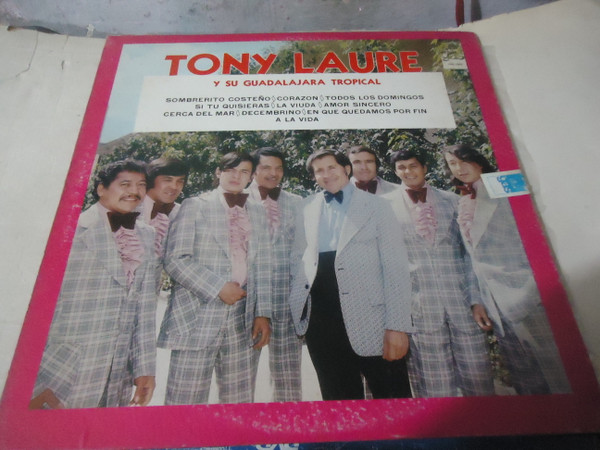 TONY LAURE
Y SU GUADALAJARA TROPICAL
SOMBRERITO COSTEÑO◊CORAZON◊TODOS LOS DOMINGOS
SI TU QUISIERAS◊LA VIUDA◊AMOR SINCERO
CERCA DEL MAR◊DECEMBRINO◊EN QUE QUEDAMOS POR FIN
A LA VIDA